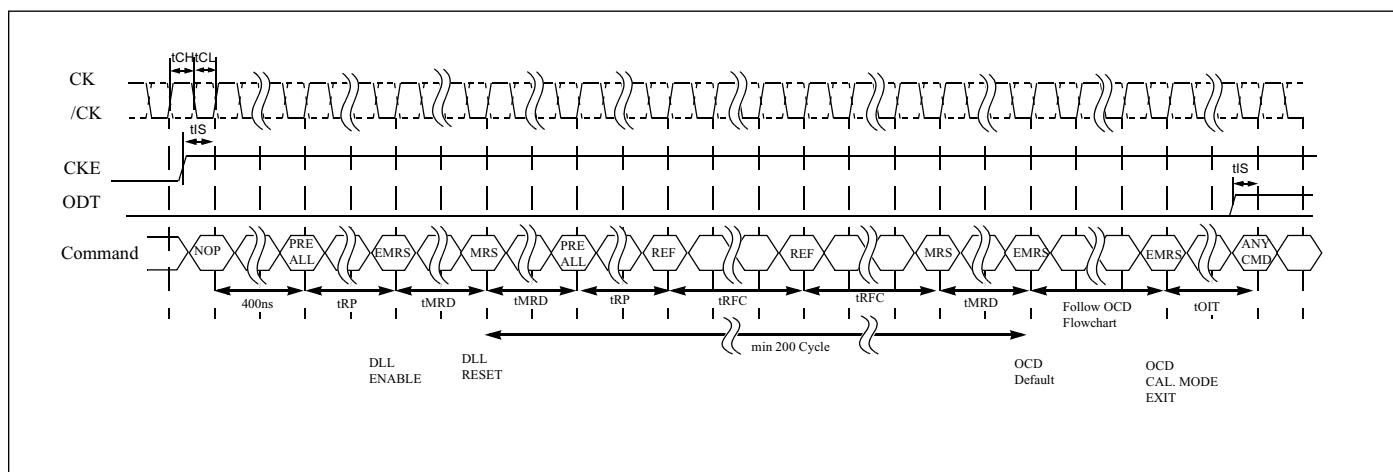 tCH tCL
CK
/CK
tIS
CKE
tIS
ODT
Command NOP PRE ALL EMRS MRS PRE ALL REF REF MRS EMRS EMRS ANY CMD
400ns tRP tMRD tMRD tRP tRFC tRFC tMRD Follow OCD Flowchart tOIT
min 200 Cycle
DLL ENABLE
DLL RESET
OCD Default
OCD CAL. MODE EXIT